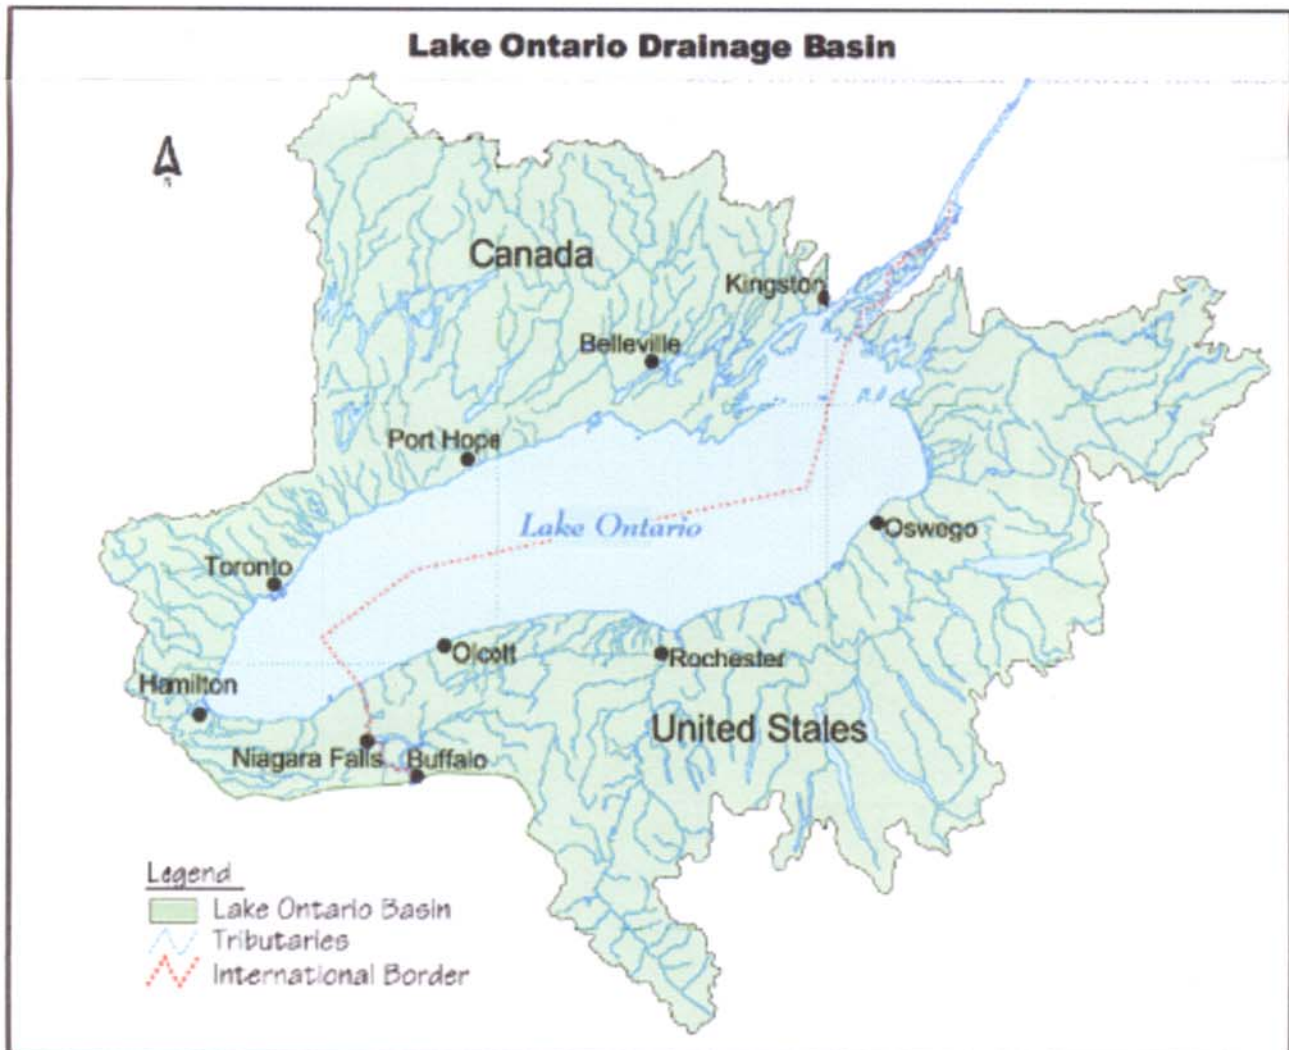 Lake Ontario Drainage Basin
N
Canada
Kingston
Belleville
Port Hope
Lake Ontario
Oswego
Toronto
Olcott
Rochester
Hamilton
United States
Niagara Falls
Buffalo
Legend
Lake Ontario Basin
Tributaries
International Border